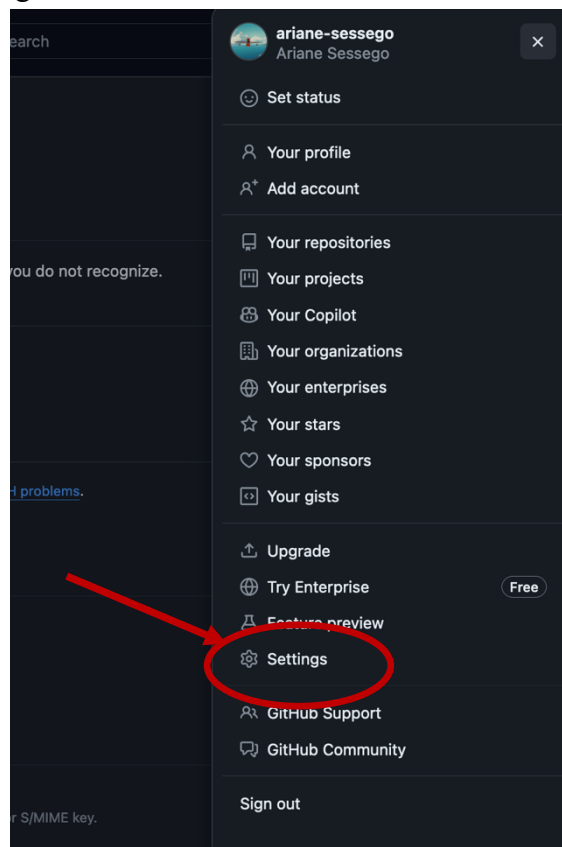 earch
ariane-sessego
Ariane Sessego
Set status
Your profile
Add account
Your repositories
you do not recognize.
Your projects
Your Copilot
Your organizations
Your enterprises
Your stars
Your sponsors
H problems.
Your gists
Upgrade
Try Enterprise Free
Feature preview
Settings
GitHub Support
GitHub Community
Sign out
or S/MIME key.